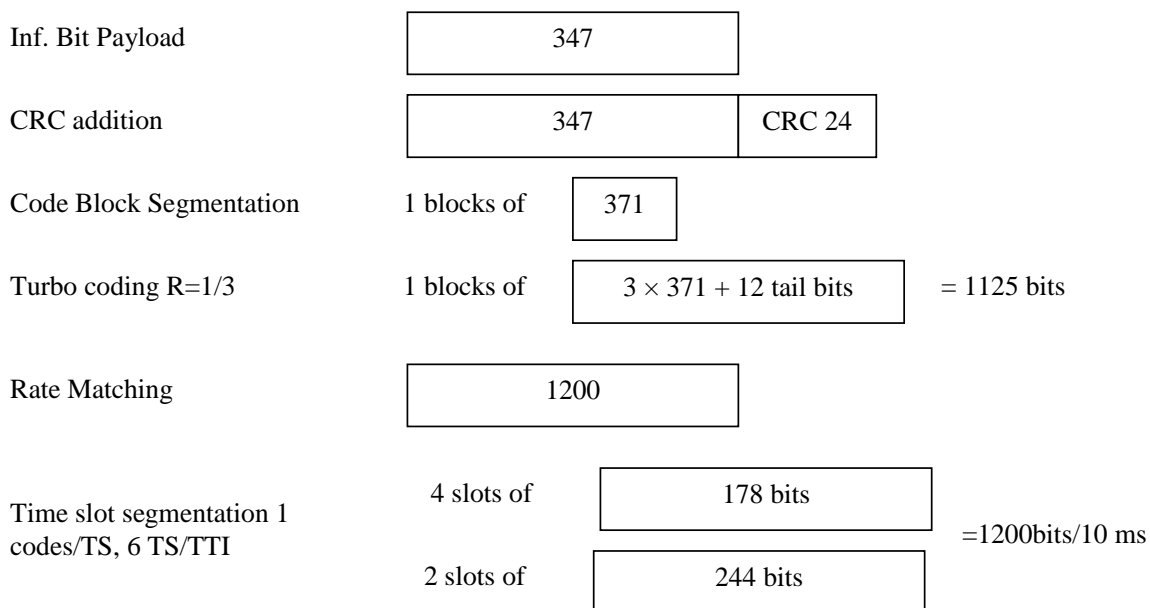 Inf. Bit Payload 347
CRC addition 347 CRC 24
Code Block Segmentation 1 blocks of 371
Turbo coding R=1/3 1 blocks of 3 × 371 + 12 tail bits = 1125 bits
Rate Matching 1200
4 slots of 178 bits
Time slot segmentation 1
codes/TS, 6 TS/TTI
=1200bits/10 ms
2 slots of 244 bits